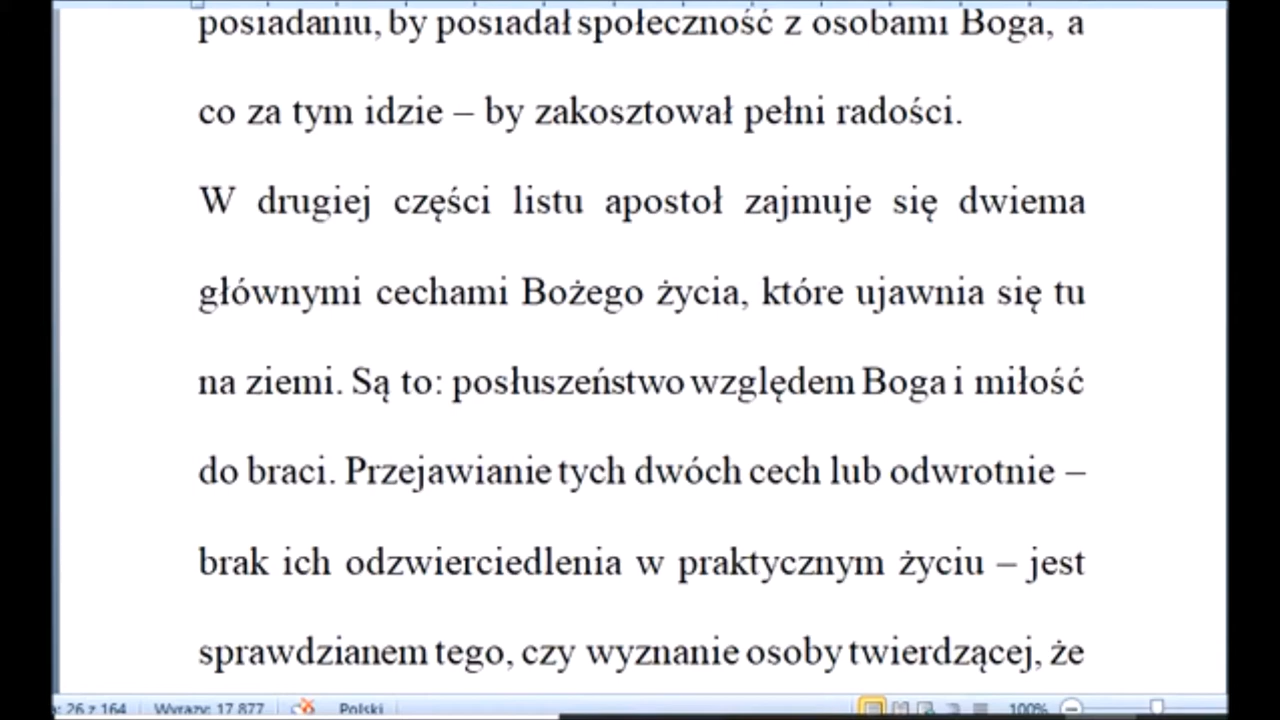 posiadaniu, by posiadał społeczność z osobami Boga, a
co za tym idzie – by zakosztował pełni radości.
W drugiej części listu apostoł zajmuje się dwiema
głównymi cechami Bożego życia, które ujawnia się tu
na ziemi. Są to: posłuszeństwo względem Boga i miłość
do braci. Przejawianie tych dwóch cech lub odwrotnie –
brak ich odzwierciedlenia w praktycznym życiu – jest
sprawdzianem tego, czy wyznanie osoby twierdzącej, że
: 26 z 164 Wyrazy: 17 877 Polski 100%